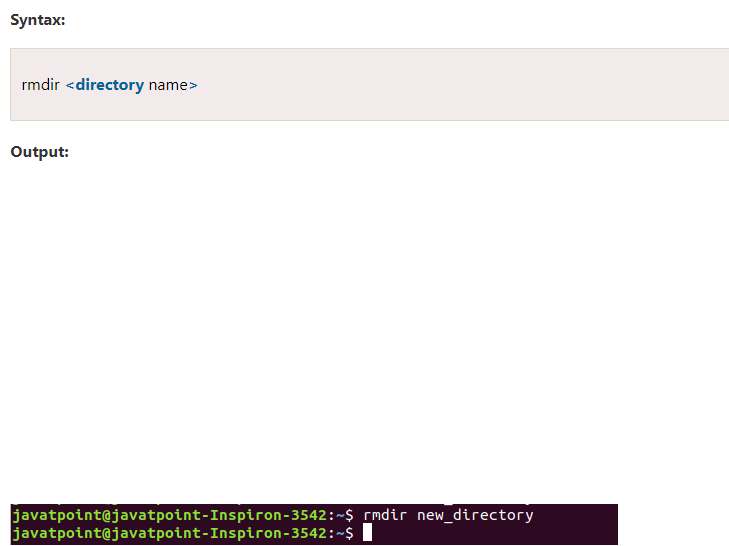 Syntax:
rmdir <directory name>
Output:
javatpoint@javatpoint-Inspiron-3542:~$ rmdir new_directory
javatpoint@javatpoint-Inspiron-3542:~$